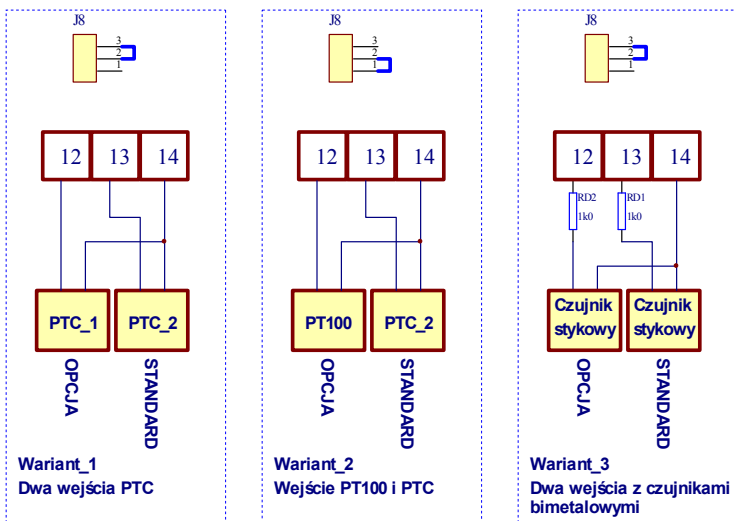 J8
3
2
1
12 13 14
PTC_1 PTC_2
OPCJA
STANDARD
Wariant_1
Dwa wejścia PTC
J8
3
2
1
12 13 14
PT100 PTC_2
OPCJA
STANDARD
Wariant_2
Wejście PT100 i PTC
J8
3
2
1
12 13 14
RD2 RD1
1k0 1k0
Czujnik Czujnik
stykowy stykowy
OPCJA
STANDARD
Wariant_3
Dwa wejścia z czujnikami
bimetalowymi